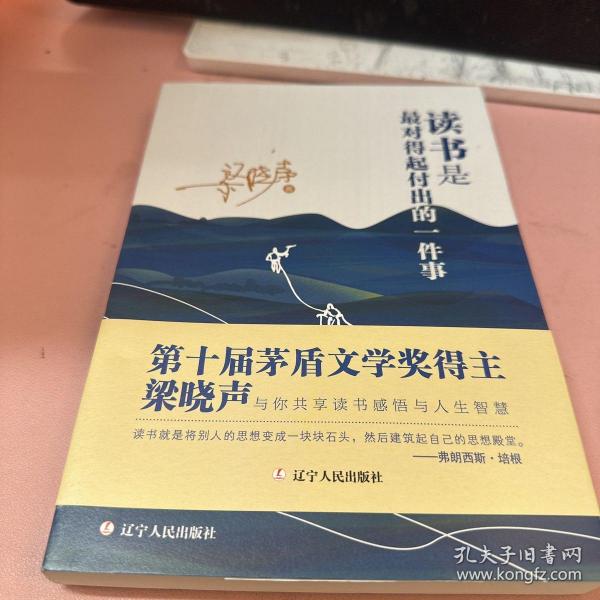 读书是
最对得起付出的一件事
梁晓声
第十届茅盾文学奖得主
梁晓声与你共享读书感悟与人生智慧
读书就是将别人的思想变成一块块石头，然后建筑起自己的思想殿堂。
——弗朗西斯·培根
辽宁人民出版社
辽宁人民出版社
孔夫子旧书网
www.kongfz.com